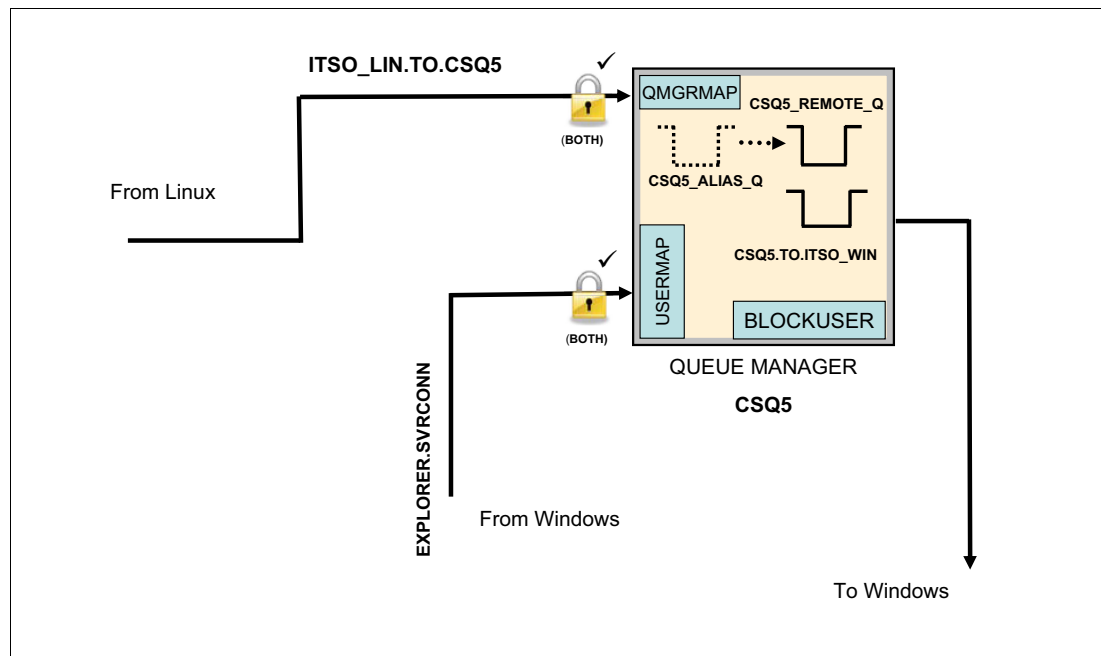 ITSO_LIN.TO.CSQ5
(BOTH)
QMGRMAP
CSQ5_REMOTE_Q
CSQ5_ALIAS_Q
From Linux
CSQ5.TO.ITSO_WIN
USERMAP
(BOTH)
BLOCKUSER
QUEUE MANAGER
CSQ5
EXPLORER.SVRCONN
From Windows
To Windows